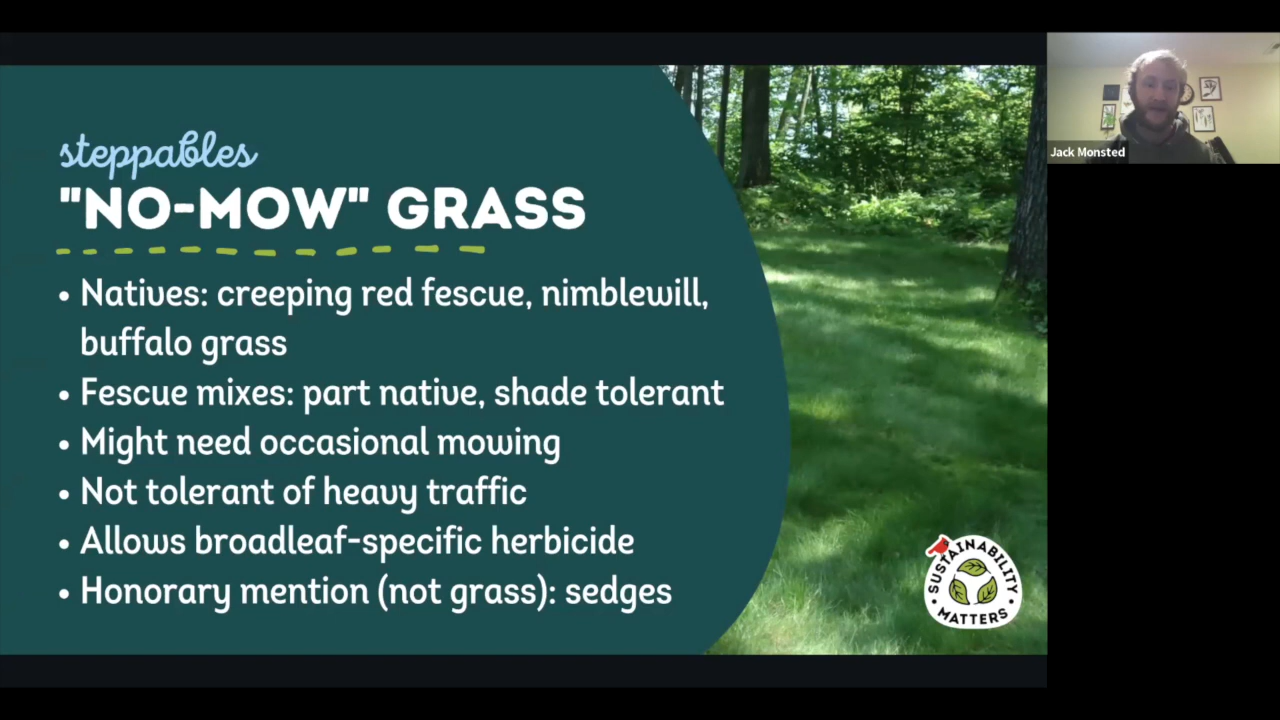 steppables
"NO-MOW" GRASS
• Natives: creeping red fescue, nimblewill,
buffalo grass
• Fescue mixes: part native, shade tolerant
• Might need occasional mowing
• Not tolerant of heavy traffic
• Allows broadleaf-specific herbicide
• Honorary mention (not grass): sedges
Jack Monsted
SUSTAINABILITY
MATTERS